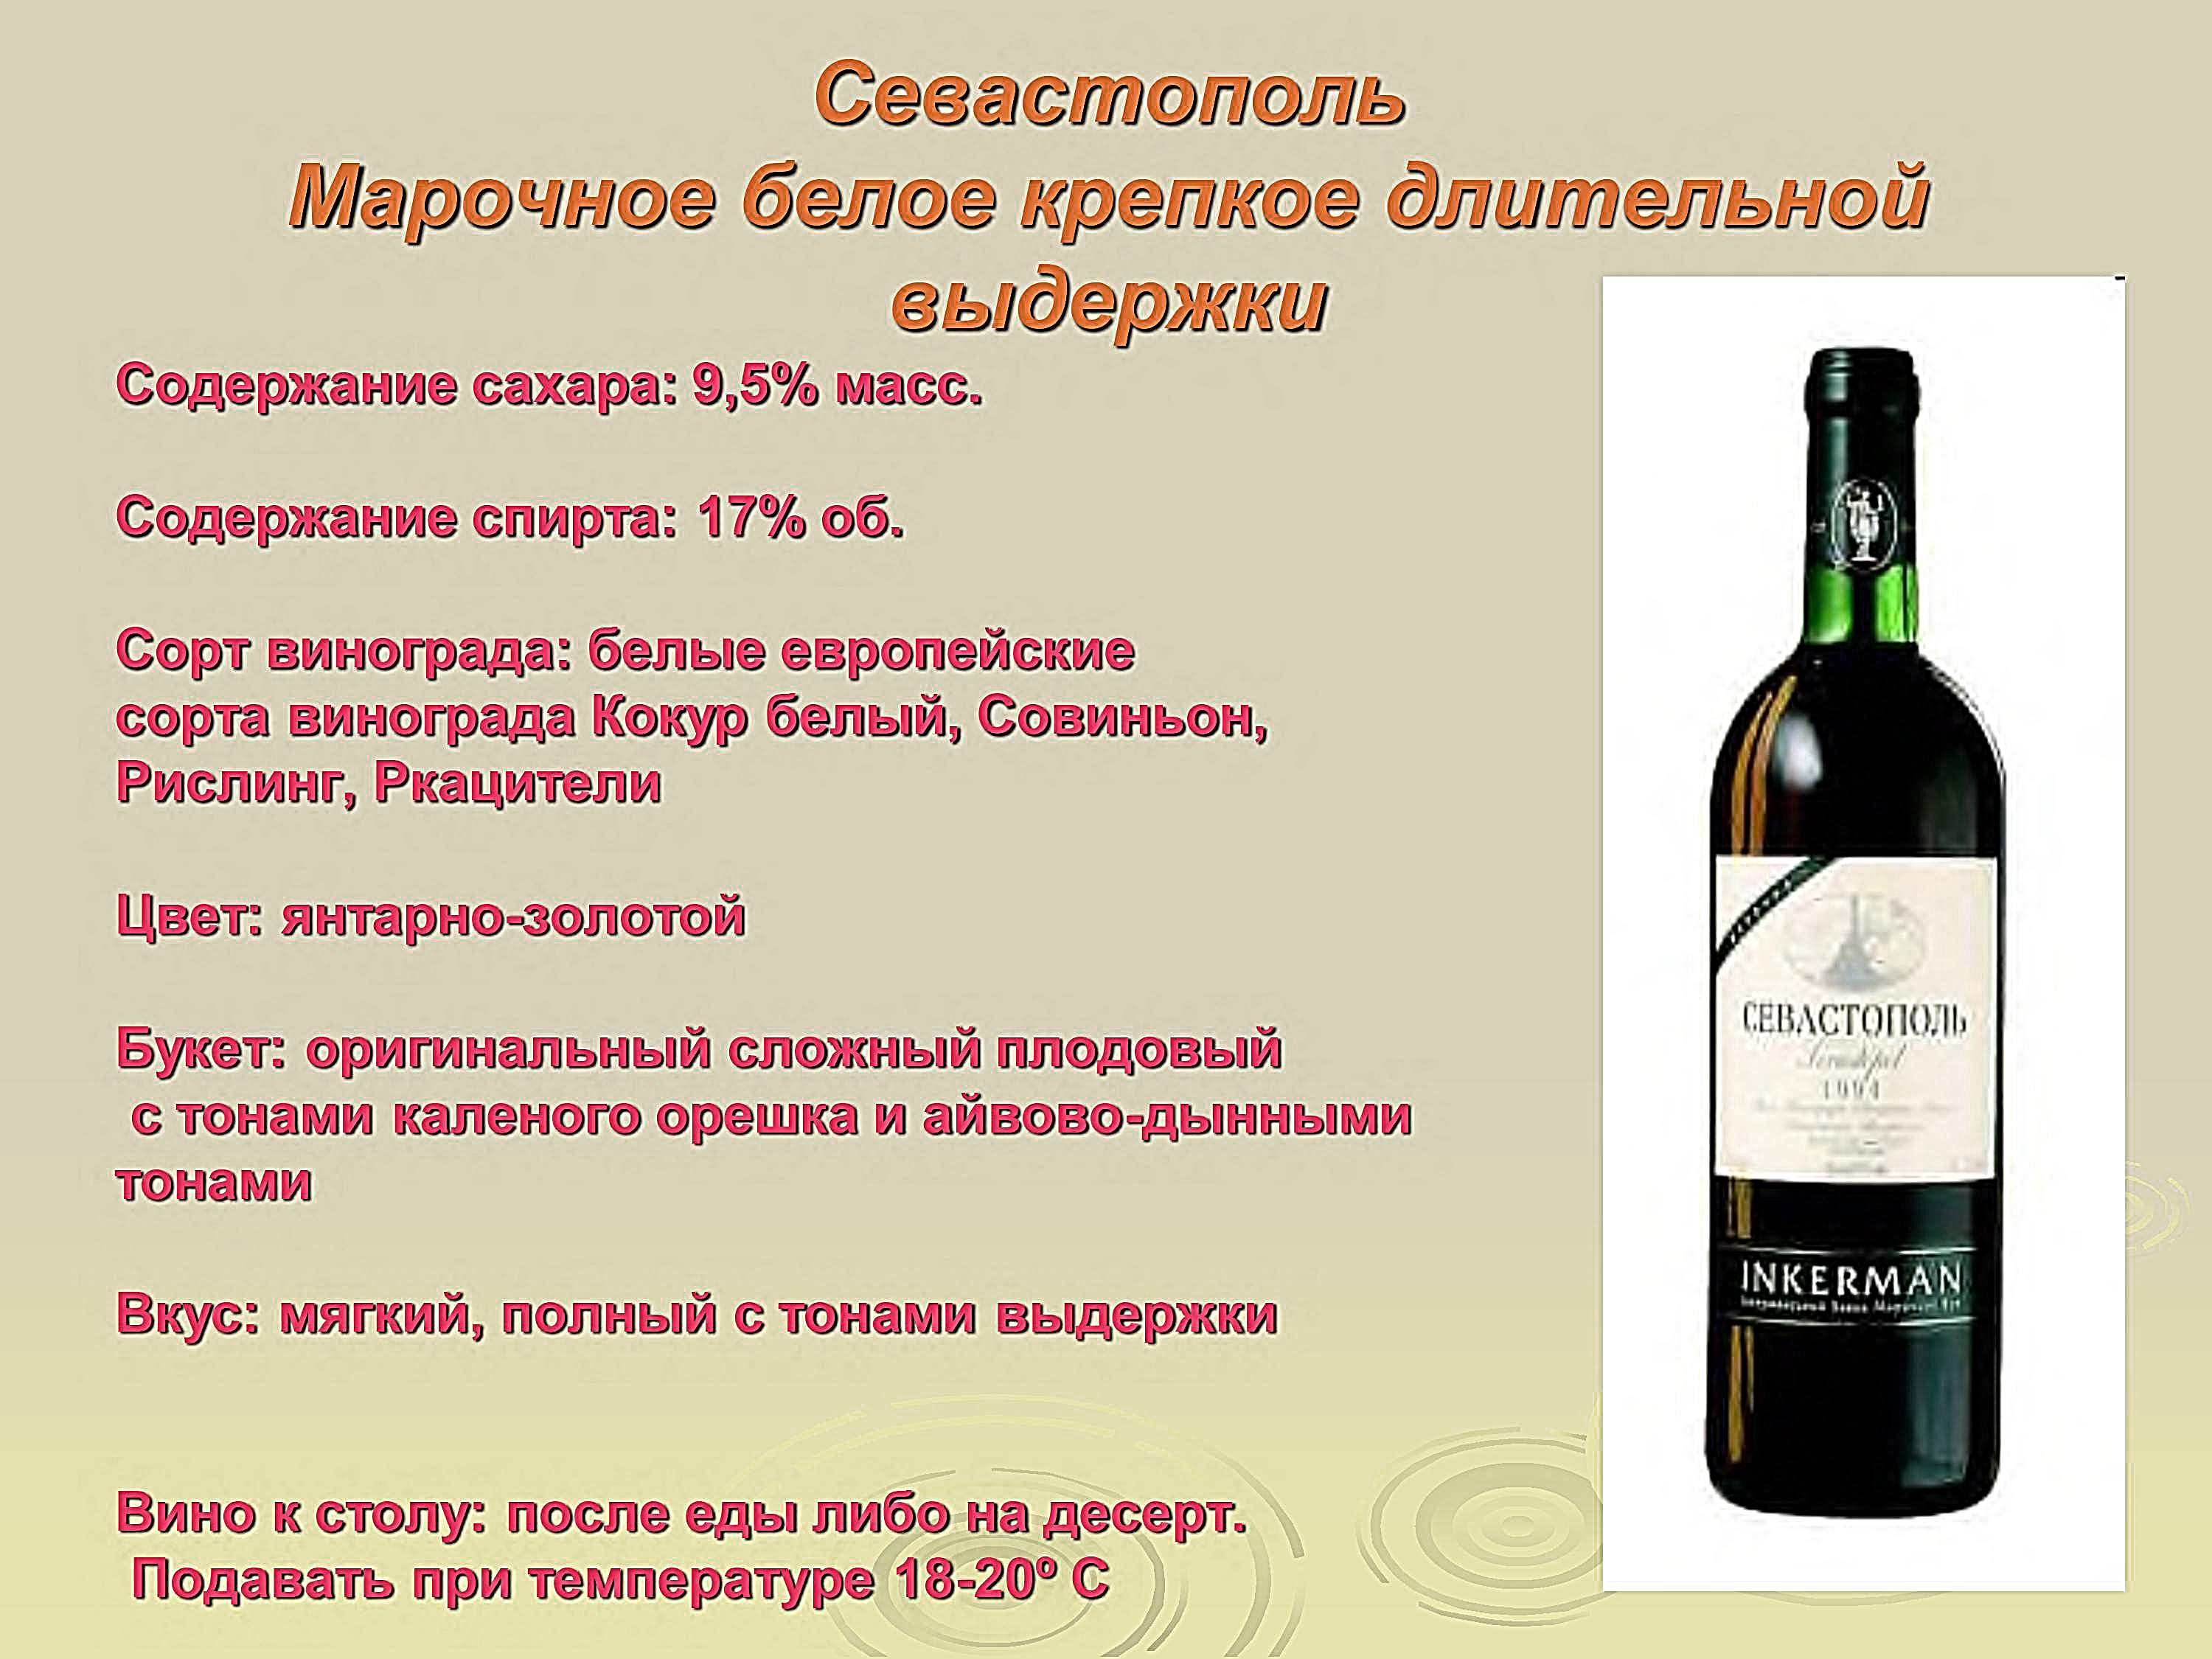 Севастополь
Марочное белое крепкое длительной
выдержки
Содержание сахара: 9,5% масс.
Содержание спирта: 17% об.
Сорт винограда: белые европейские
сорта винограда Кокур белый, Совиньон,
Рислинг, Ркацители
Цвет: янтарно-золотой
Букет: оригинальный сложный плодовый
с тонами каленого орешка и айвово-дынными
тонами
Вкус: мягкий, полный с тонами выдержки
Вино к столу: после еды либо на десерт.
Подавать при температуре 18-20º С
СЕВАСТОПОЛЬ
1994
INKERMAN